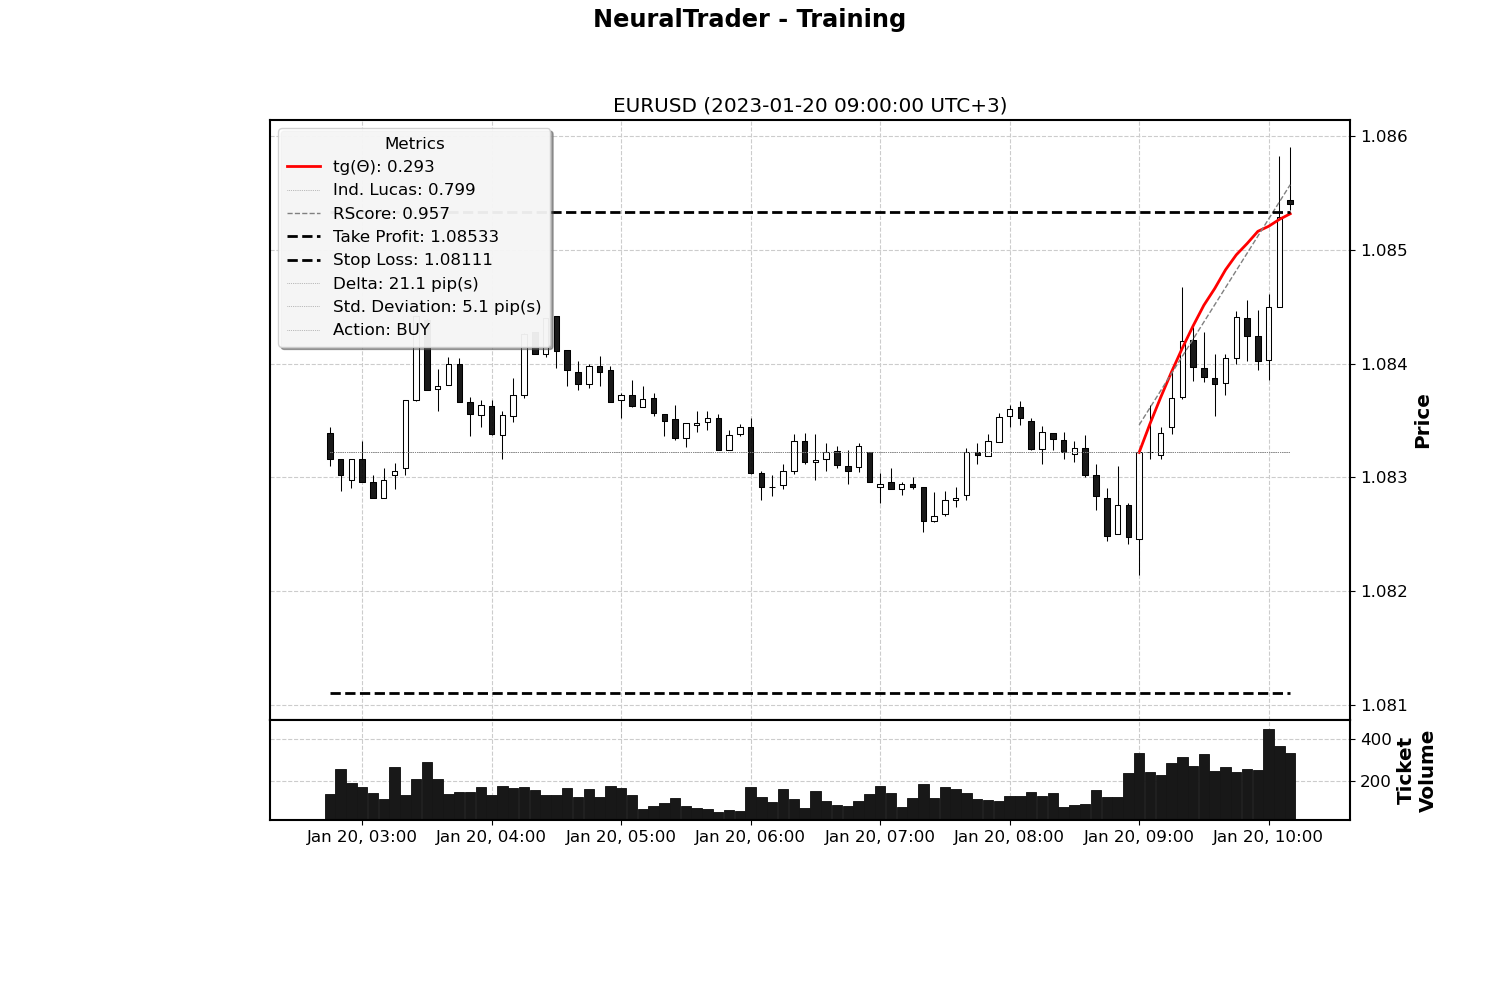 NeuralTrader - Training
EURUSD (2023-01-20 09:00:00 UTC+3)
Metrics
tg(Θ): 0.293
Ind. Lucas: 0.799
RScore: 0.957
Take Profit: 1.08533
Stop Loss: 1.08111
Delta: 21.1 pip(s)
Std. Deviation: 5.1 pip(s)
Action: BUY
1.086
1.085
1.084
1.083
1.082
1.081
Price
400
200
Ticket
Volume
Jan 20, 03:00
Jan 20, 04:00
Jan 20, 05:00
Jan 20, 06:00
Jan 20, 07:00
Jan 20, 08:00
Jan 20, 09:00
Jan 20, 10:00